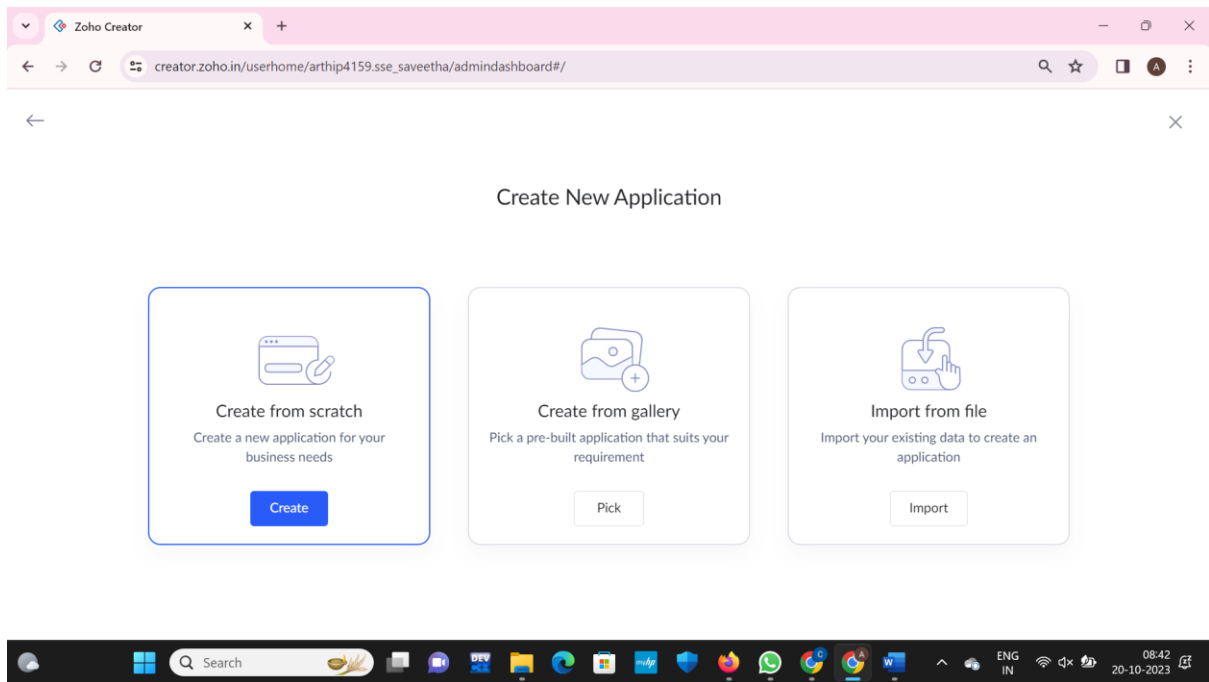 Zoho Creator
creator.zoho.in/userhome/arthip4159.sse_saveetha/admindashboard#/
A
Create New Application
Create from scratch
Create a new application for your
business needs
Create
Create from gallery
Pick a pre-built application that suits your
requirement
Pick
Import from file
Import your existing data to create an
application
Import
Search
DEV
myhp
C
A
W
ENG
IN
08:42
20-10-2023